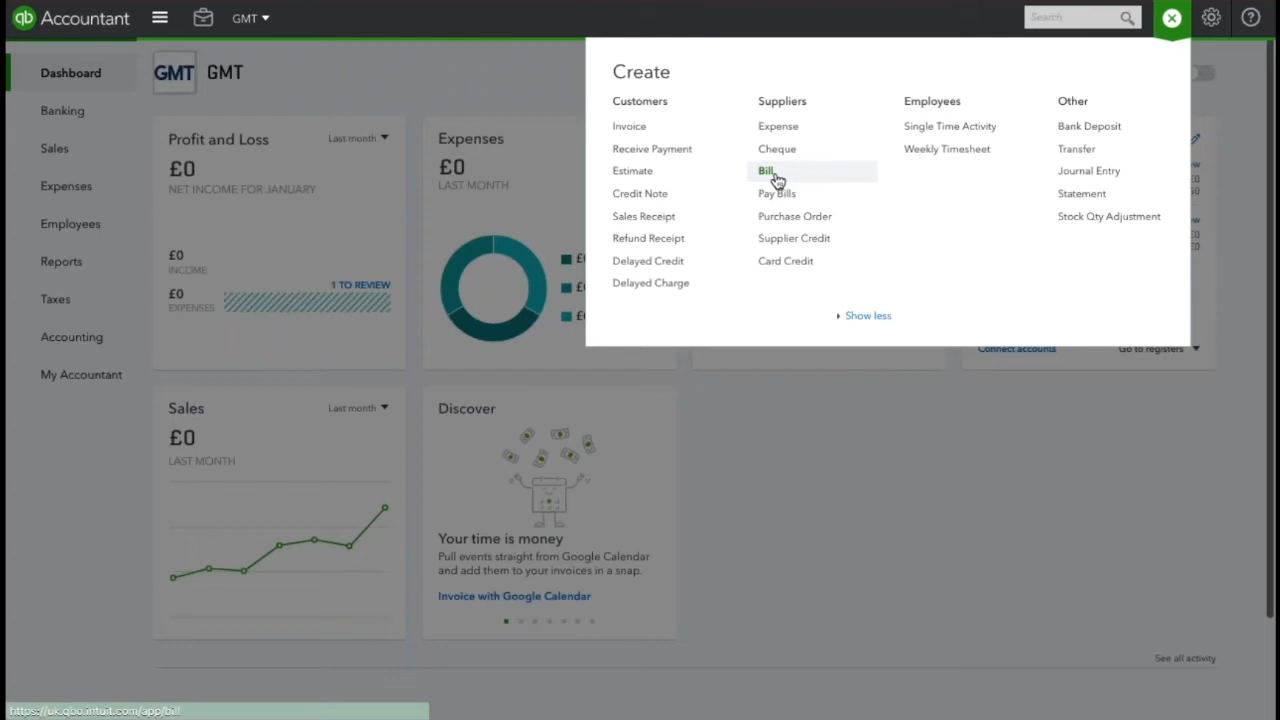 qb Accountant
GMT
Search
Dashboard
Banking
Sales
Expenses
Employees
Reports
Taxes
Accounting
My Accountant
GMT GMT
Create
Customers
Invoice
Receive Payment
Estimate
Credit Note
Sales Receipt
Refund Receipt
Delayed Credit
Delayed Charge
Suppliers
Expense
Cheque
Bill
Pay Bills
Purchase Order
Supplier Credit
Card Credit
Employees
Single Time Activity
Weekly Timesheet
Other
Bank Deposit
Transfer
Journal Entry
Statement
Stock Qty Adjustment
Show less
Profit and Loss
Last month
£0
NET INCOME FOR JANUARY
£0
INCOME
1 TO REVIEW
£0
EXPENSES
Expenses
£0
LAST MONTH
Connect accounts
Go to registers
Sales
Last month
£0
LAST MONTH
Discover
Your time is money
Pull events straight from Google Calendar
and add them to your invoices in a snap.
Invoice with Google Calendar
See all activity
https://uk.qbo.intuit.com/app/bill